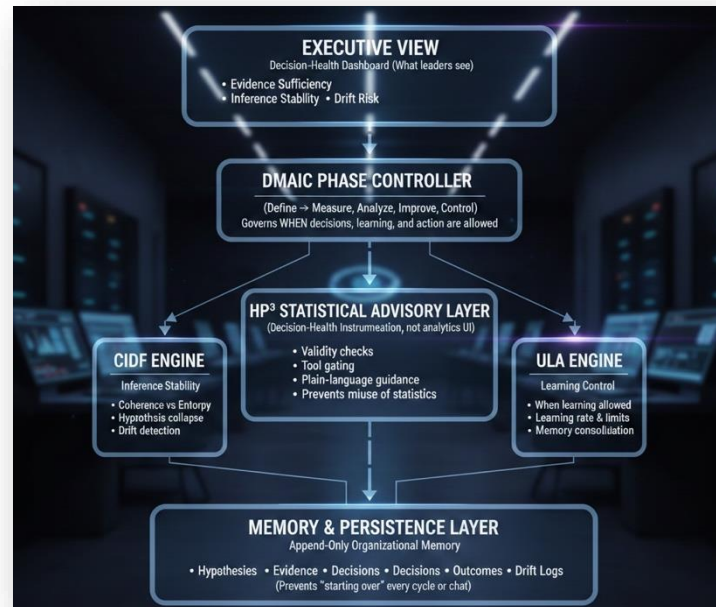 EXECUTIVE VIEW
Decision-Health Dashboard (What leaders see)
• Evidence Sufficiency
• Inference Stability • Drift Risk
DMAIC PHASE CONTROLLER
(Define → Measure, Analyze, Improve, Control)
Governs WHEN decisions, learning, and action are allowed
HP³ STATISTICAL ADVISORY LAYER
(Decision-Health Instrumeation, not analytics UI)
• Validity checks
• Tool gating
• Plain-language guidance
• Prevents miuse of statistics
CIDF ENGINE
Inference Stability
• Coherence vs Entorpy
• Hyprothsis collapse
• Drift detection
ULA ENGINE
Learning Control
• When learning allowed
• Learning rate & limits
• Memory consolidation
MEMORY & PERSISTENCE LAYER
Append-Only Organizational Memory
• Hypathesies • Evidence • Decisions • Decisions • Outcomes • Drift Logs
(Prevents "starting over" every cycle or chat)